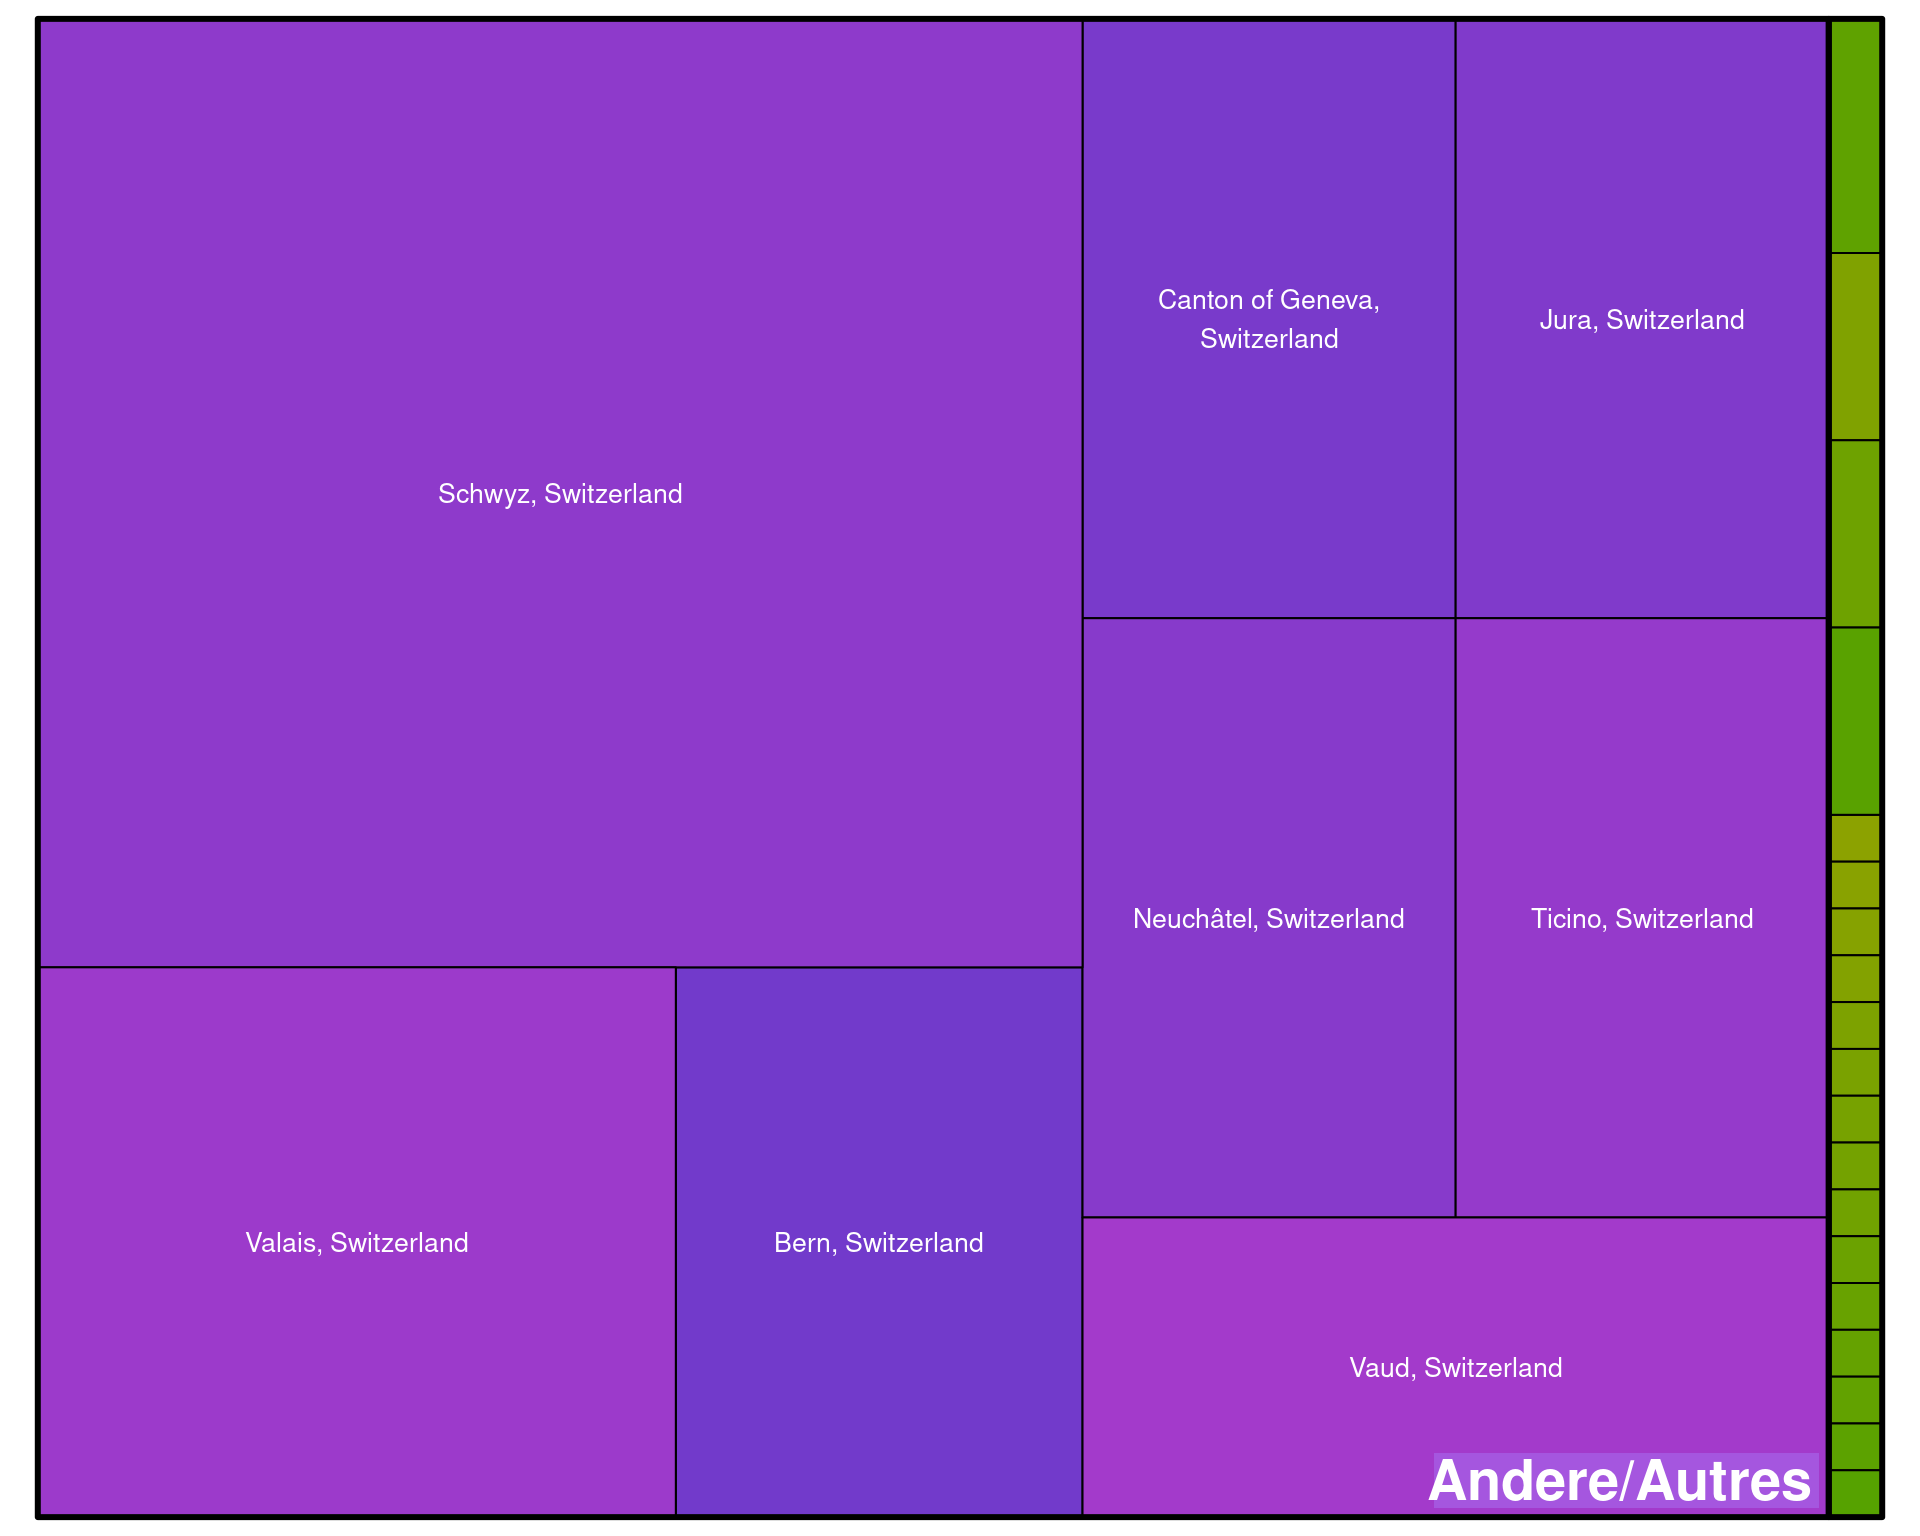 Canton of Geneva,
Switzerland
Jura, Switzerland
Schwyz, Switzerland
Neuchâtel, Switzerland
Ticino, Switzerland
Valais, Switzerland
Bern, Switzerland
Vaud, Switzerland
Andere/Autres